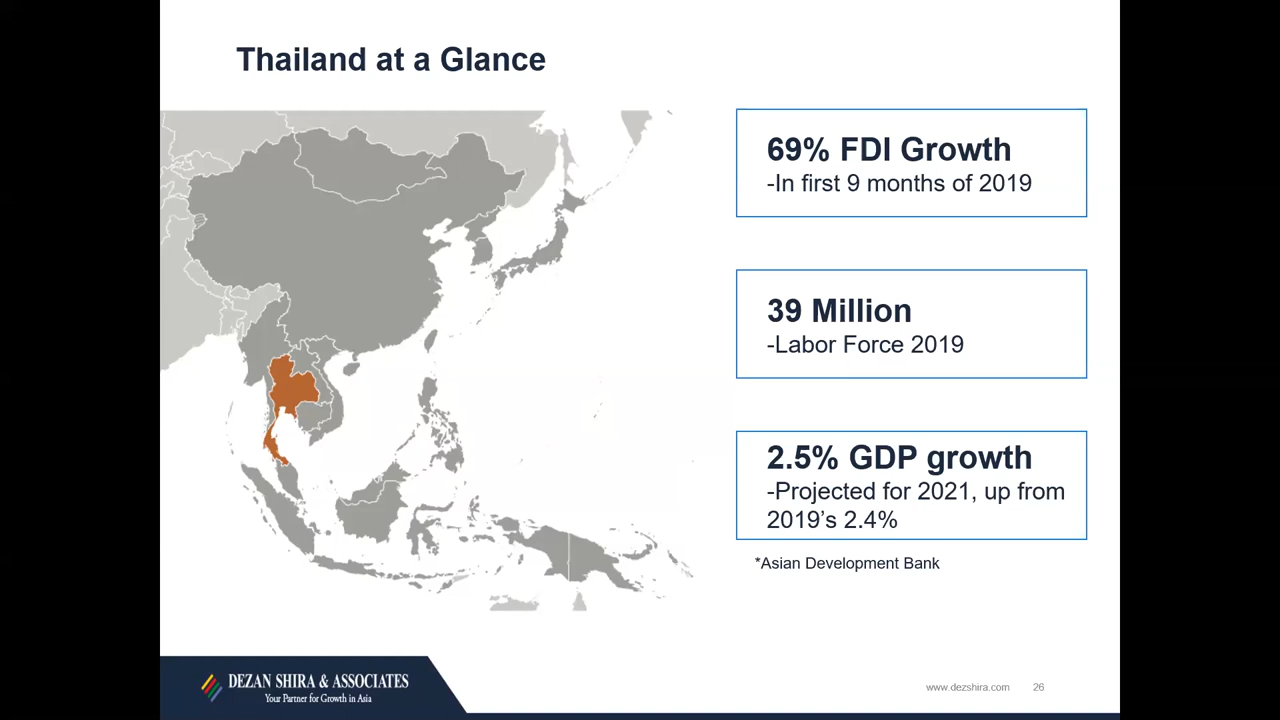 Thailand at a Glance
69% FDI Growth
-In first 9 months of 2019
39 Million
-Labor Force 2019
2.5% GDP growth
-Projected for 2021, up from
2019’s 2.4%
*Asian Development Bank
DEZAN SHIRA & ASSOCIATES
Your Partner for Growth in Asia
www.dezshira.com 26